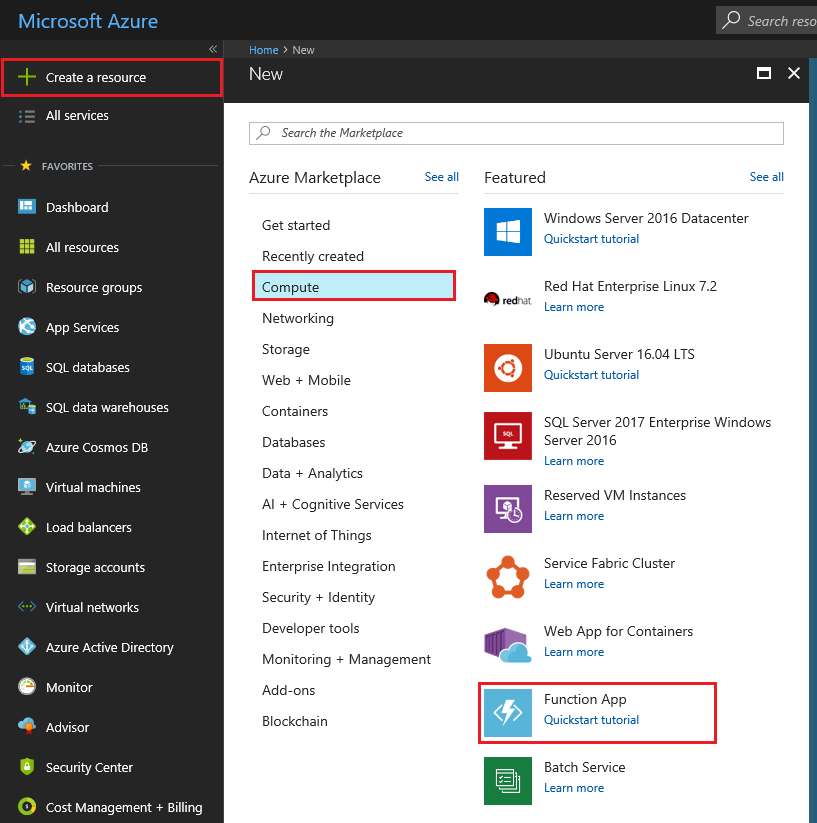 Microsoft Azure
Search reso
Home > New
New
Create a resource
All services
FAVORITES
Dashboard
All resources
Resource groups
App Services
SQL databases
SQL data warehouses
Azure Cosmos DB
Virtual machines
Load balancers
Storage accounts
Virtual networks
Azure Active Directory
Monitor
Advisor
Security Center
Cost Management + Billing
Search the Marketplace
Azure Marketplace
See all
Get started
Recently created
Compute
Networking
Storage
Web + Mobile
Containers
Databases
Data + Analytics
AI + Cognitive Services
Internet of Things
Enterprise Integration
Security + Identity
Developer tools
Monitoring + Management
Add-ons
Blockchain
Featured
See all
Windows Server 2016 Datacenter
Quickstart tutorial
redhat
Red Hat Enterprise Linux 7.2
Learn more
Ubuntu Server 16.04 LTS
Quickstart tutorial
SQL
SQL Server 2017 Enterprise Windows
Server 2016
Learn more
Reserved VM Instances
Learn more
Service Fabric Cluster
Learn more
Web App for Containers
Learn more
Function App
Quickstart tutorial
Batch Service
Learn more